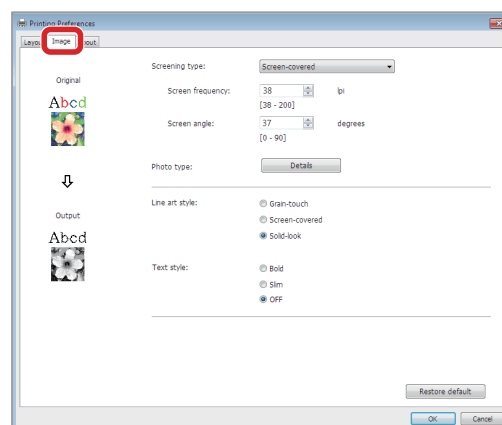 Printing Preferences
Image
Original
Abcd
Output
Abcd
Screening type: Screen-covered
Screen frequency: 38 lpi
[38 - 200]
Screen angle: 37 degrees
[0 - 90]
Photo type: Details
Line art style: Grain-touch
Screen-covered
Solid-look
Text style: Bold
Slim
OFF
Restore default
OK Cancel